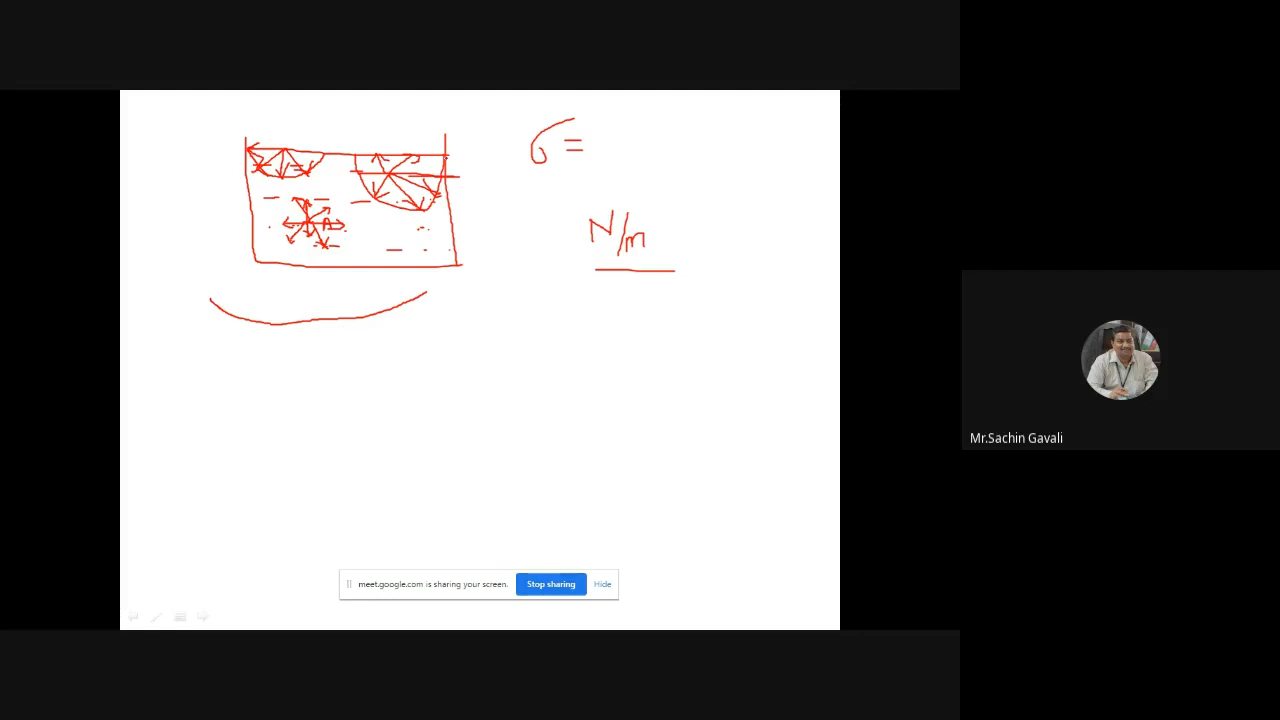 σ =
A
N/m
Mr.Sachin Gavali
meet.google.com is sharing your screen. Stop sharing Hide